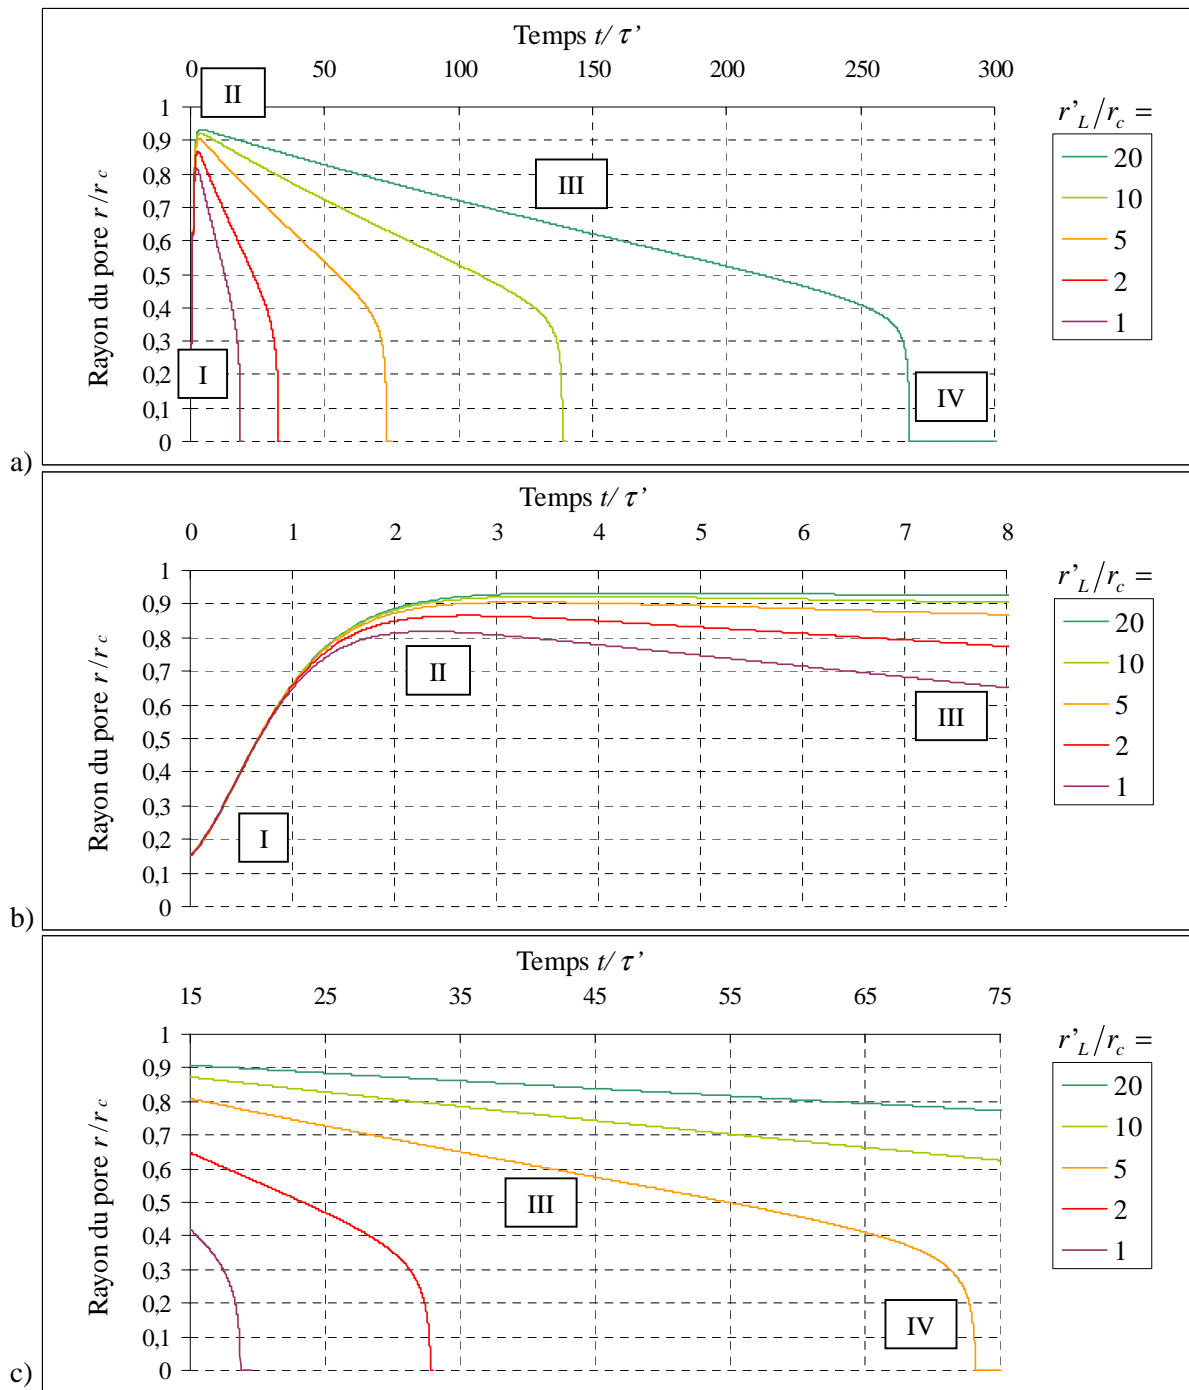 Temps t/τ'
0 50 100 150 200 250 300
II
r'L/rc =
1
0,9
0,8
0,7
0,6
0,5
0,4
0,3
0,2
0,1
0
Rayon du pore r/rc
III
I
IV
20
10
5
2
1
a)
Temps t/τ'
0 1 2 3 4 5 6 7 8
r'L/rc =
1
0,9
0,8
0,7
0,6
0,5
0,4
0,3
0,2
0,1
0
Rayon du pore r/rc
II
III
I
20
10
5
2
1
b)
Temps t/τ'
15 25 35 45 55 65 75
r'L/rc =
1
0,9
0,8
0,7
0,6
0,5
0,4
0,3
0,2
0,1
0
Rayon du pore r/rc
III
IV
20
10
5
2
1
c)